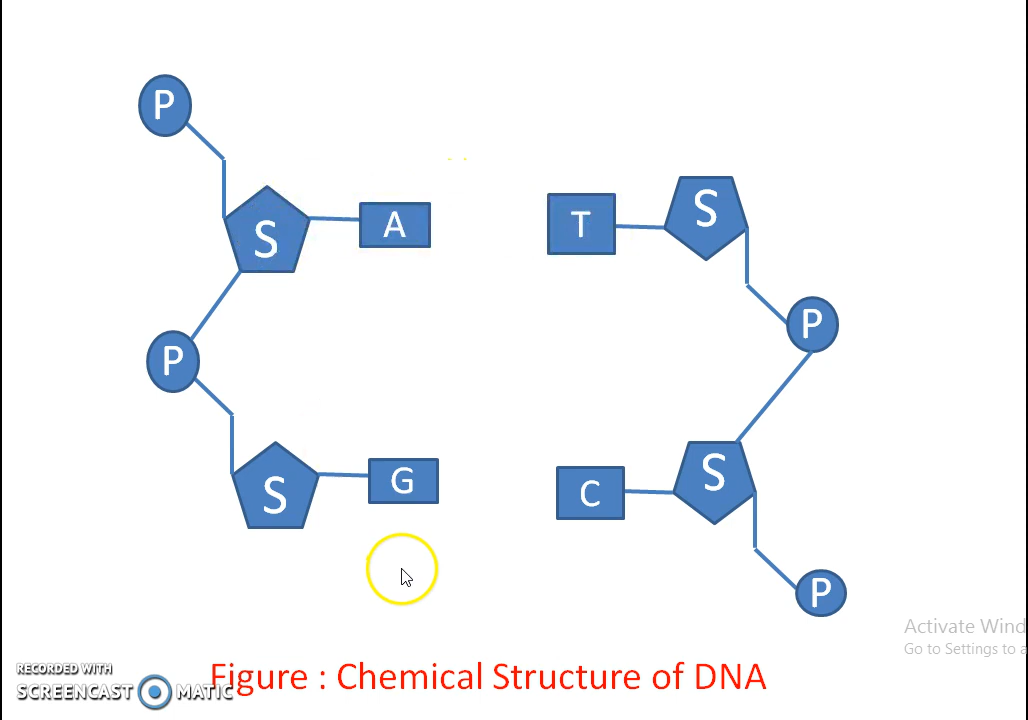 P
S
A
T
S
P
P
S
G
C
S
P
Activate Wind
Go to Settings to a
RECORDED WITH
SCREENCAST MATIC
Figure : Chemical Structure of DNA